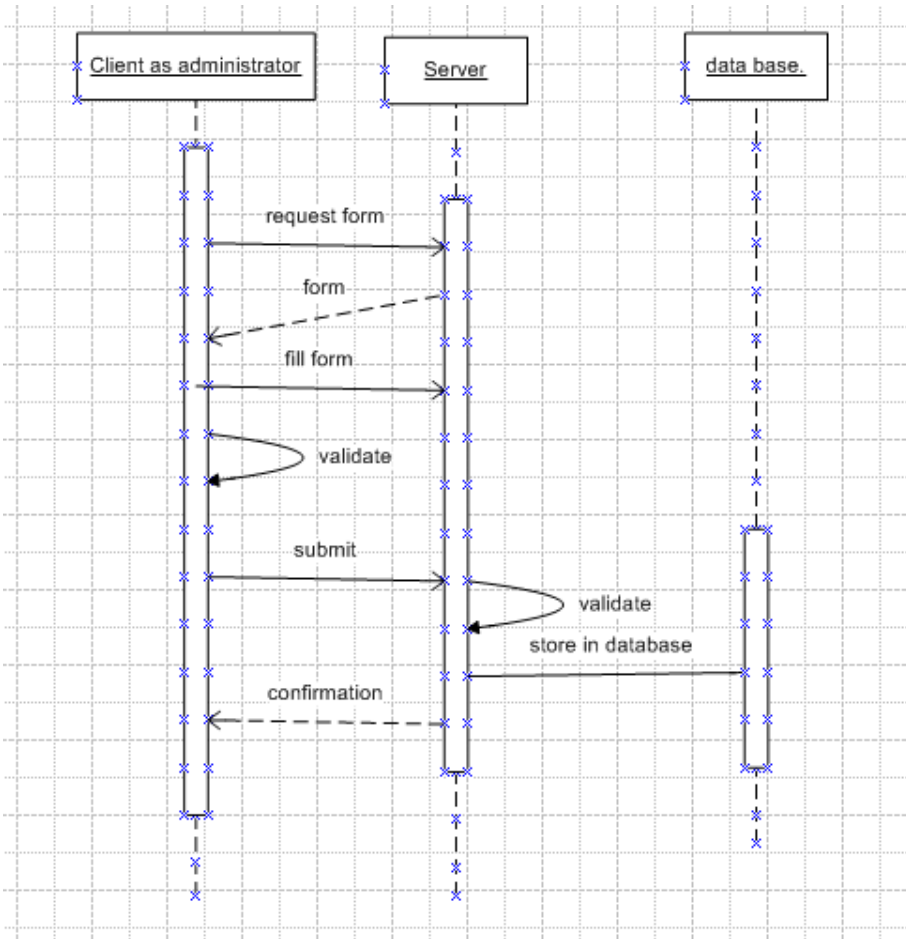 Client as administrator
Server
data base.
request form
form
fill form
validate
submit
validate
store in database
confirmation